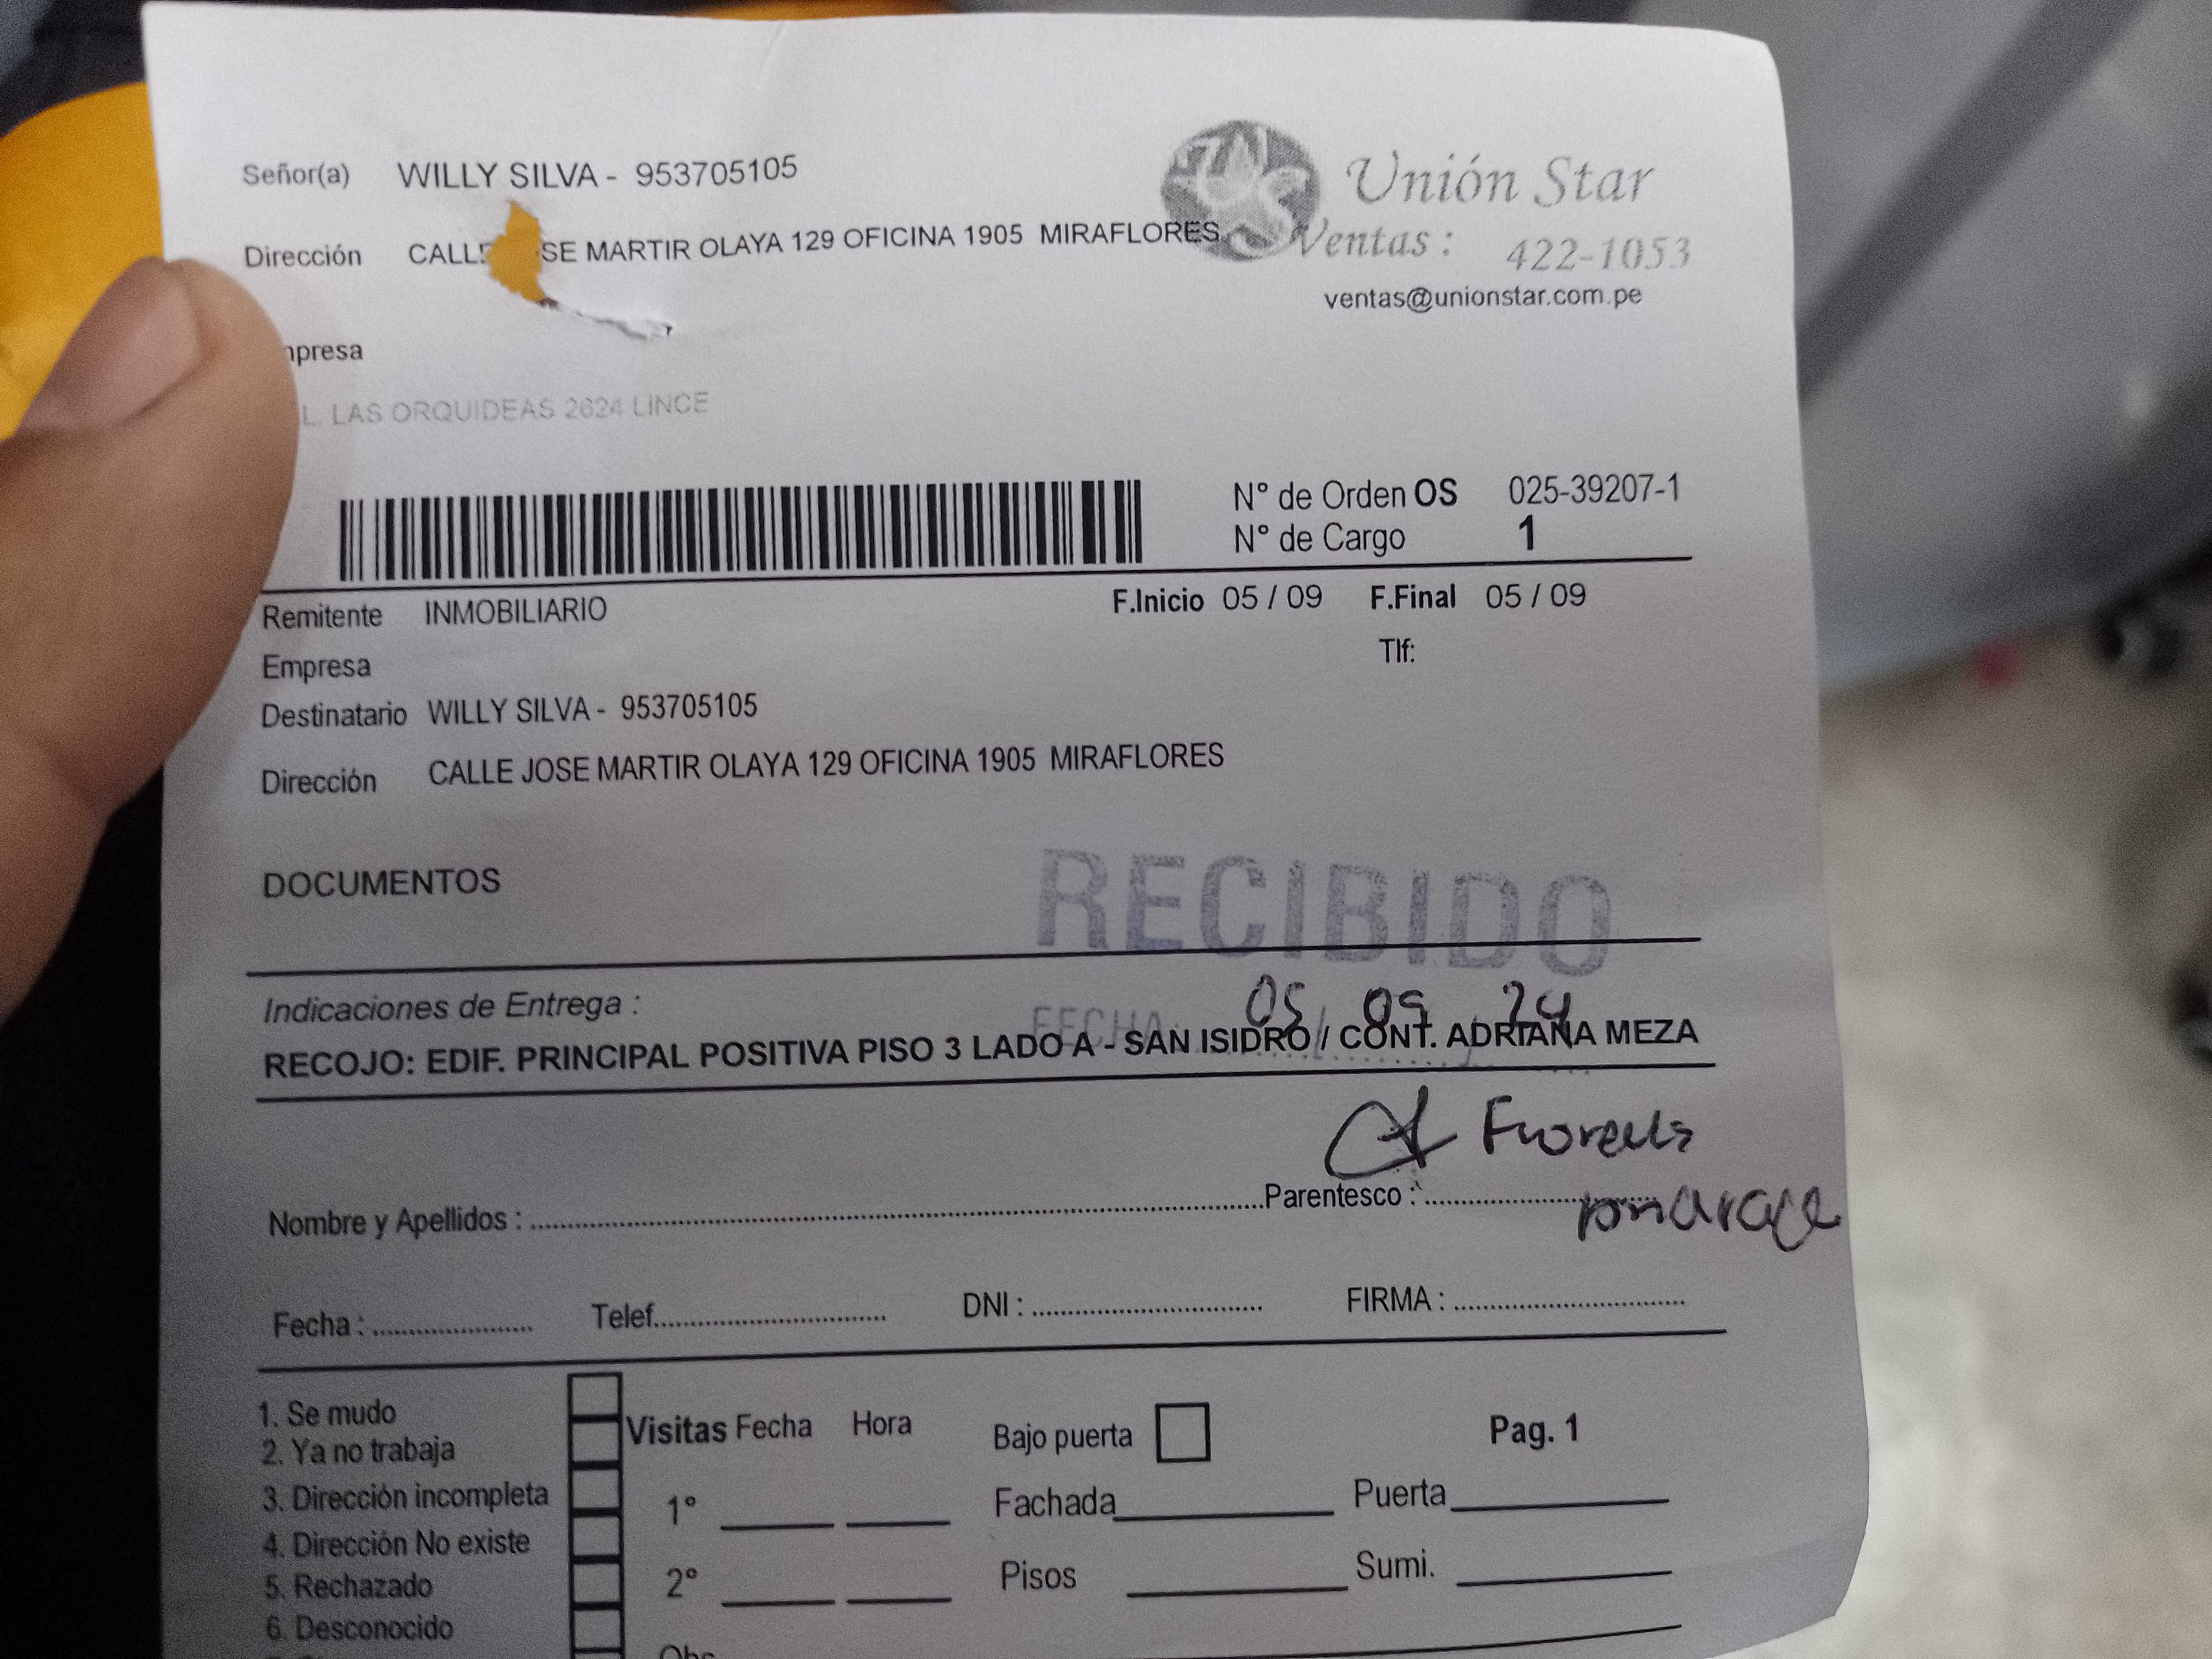 Señor(a) WILLY SILVA - 953705105
Unión Star
Dirección CALLE SE MARTIR OLAYA 129 OFICINA 1905 MIRAFLORES
Ventas : 422-1053
ventas@unionstar.com.pe
mpresa
L. LAS ORQUIDEAS 2624 LINCE
N° de Orden OS 025-39207-1
N° de Cargo 1
Remitente INMOBILIARIO F.Inicio 05 / 09 F.Final 05 / 09
Empresa Tlf:
Destinatario WILLY SILVA - 953705105
Dirección CALLE JOSE MARTIR OLAYA 129 OFICINA 1905 MIRAFLORES
DOCUMENTOS
RECIBIDO
Indicaciones de Entrega :
FECHA: 05 / 09 / 24
RECOJO: EDIF. PRINCIPAL POSITIVA PISO 3 LADO A - SAN ISIDRO / CONT. ADRIANA MEZA
Nombre y Apellidos : Parentesco :
Fecha : Telef. DNI : FIRMA :
1. Se mudo
2. Ya no trabaja
3. Dirección incompleta
4. Dirección No existe
5. Rechazado
6. Desconocido
Visitas Fecha Hora
1°
2°
Obs
Bajo puerta
Pag. 1
Fachada Puerta
Pisos Sumi.